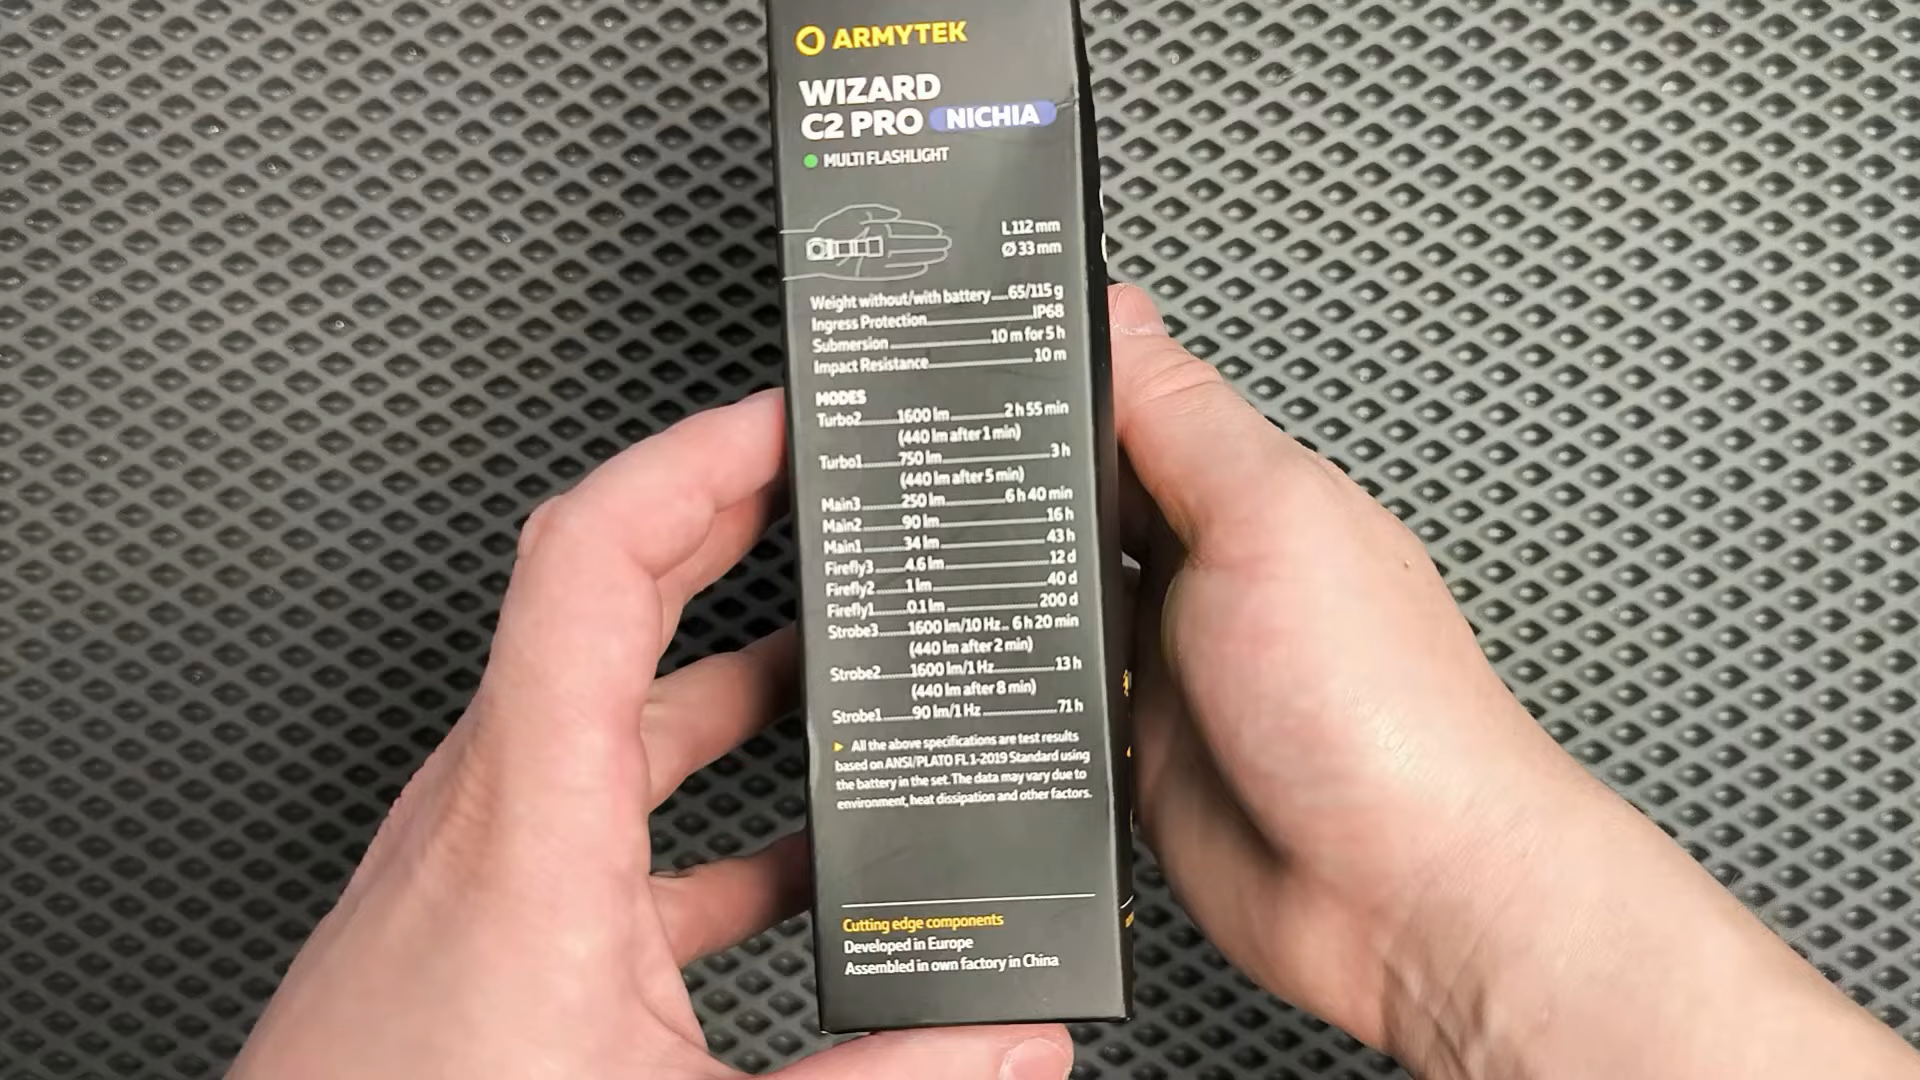 ARMYTEK
WIZARD
C2 PRO NICHIA
MULTI FLASHLIGHT
L 112 mm
Ø 33 mm
Weight without/with battery 65/115 g
Ingress Protection IP68
Submersion 10 m for 5 h
Impact Resistance 10 m
MODES
Turbo2 1600 lm 2 h 55 min
(440 lm after 1 min)
Turbo1 750 lm 3 h
(440 lm after 5 min)
Main3 250 lm 6 h 40 min
Main2 90 lm 16 h
Main1 34 lm 43 h
Firefly3 4.6 lm 12 d
Firefly2 1 lm 40 d
Firefly1 0.1 lm 200 d
Strobe3 1600 lm/10 Hz 6 h 20 min
(440 lm after 2 min)
Strobe2 1600 lm/1 Hz 13 h
(440 lm after 8 min)
Strobe1 90 lm/1 Hz 71 h
All the above specifications are test results
based on ANSI/PLATO FL 1-2019 Standard using
the battery in the set. The data may vary due to
environment, heat dissipation and other factors.
Cutting edge components
Developed in Europe
Assembled in own factory in China